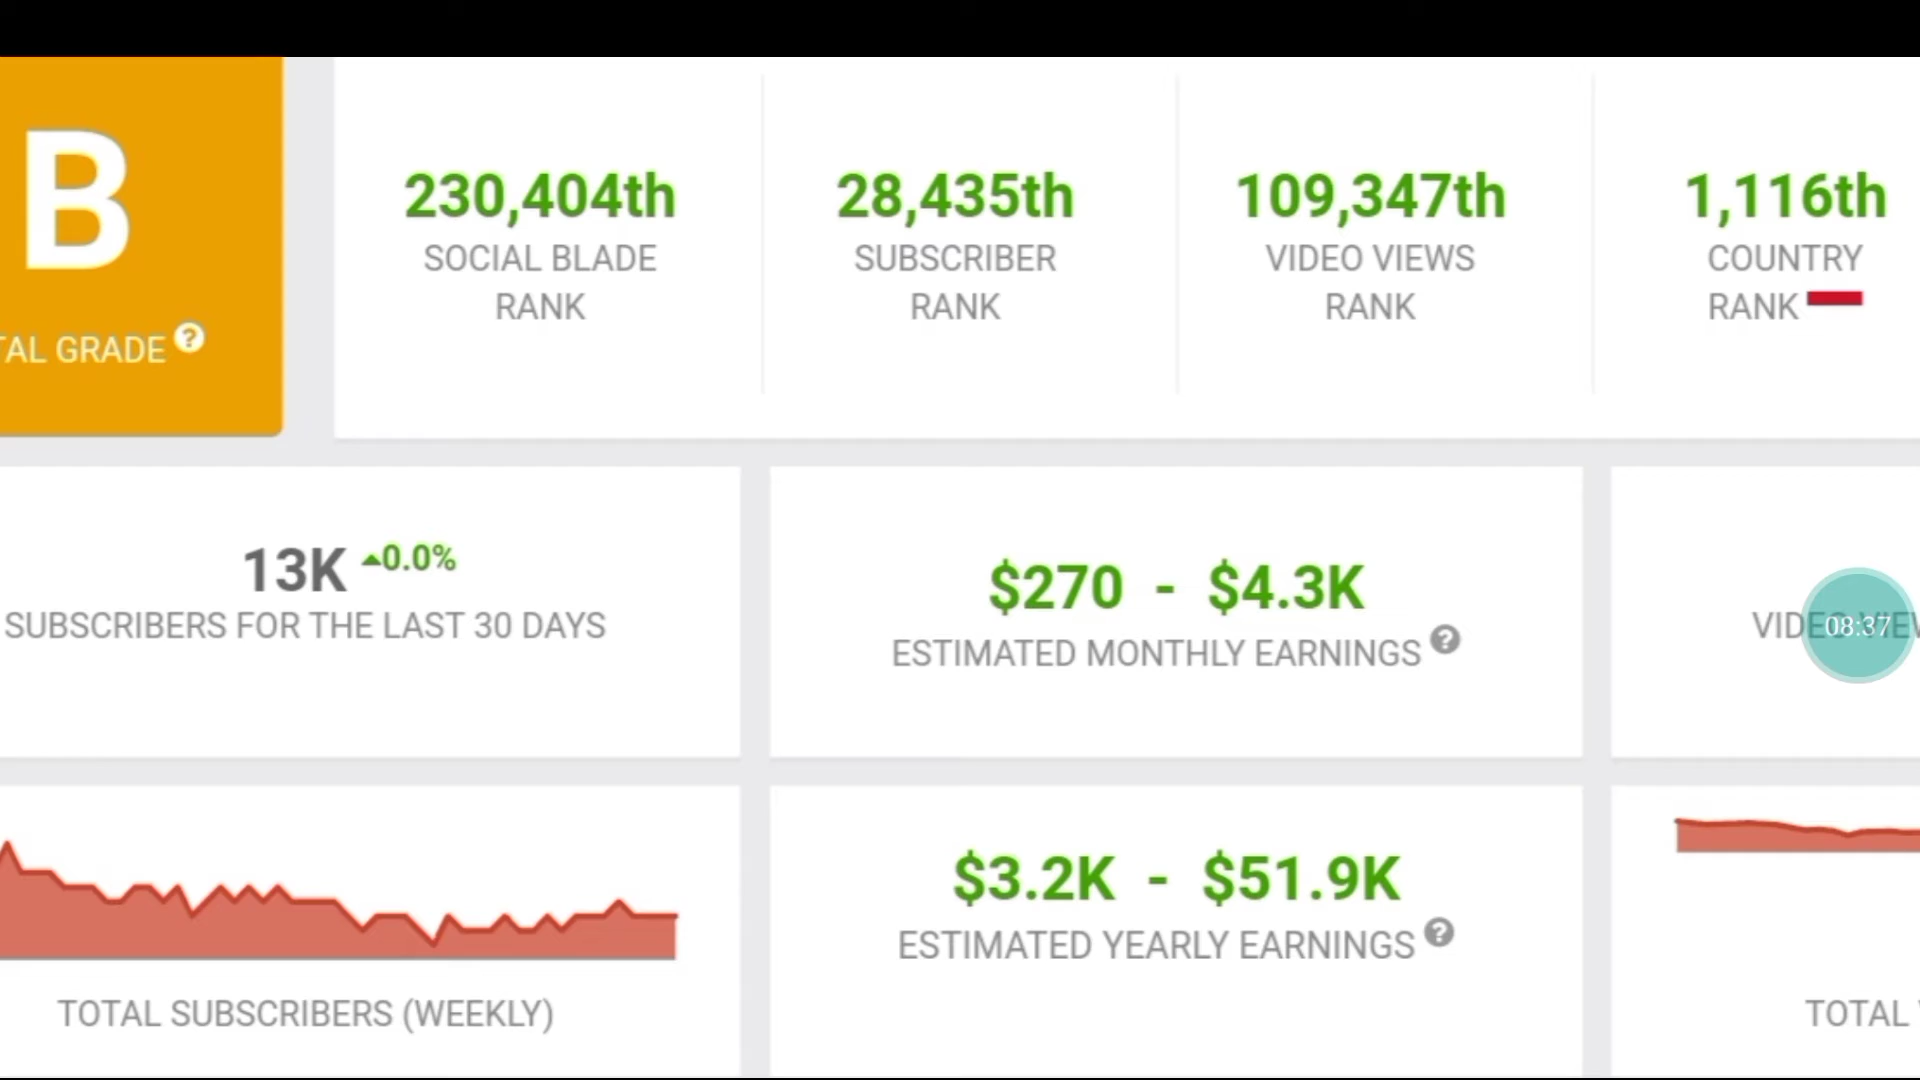 B
TAL GRADE ?
230,404th
SOCIAL BLADE
RANK
28,435th
SUBSCRIBER
RANK
109,347th
VIDEO VIEWS
RANK
1,116th
COUNTRY
RANK
13K 0.0%
SUBSCRIBERS FOR THE LAST 30 DAYS
$270 - $4.3K
ESTIMATED MONTHLY EARNINGS ?
08:37
TOTAL SUBSCRIBERS (WEEKLY)
$3.2K - $51.9K
ESTIMATED YEARLY EARNINGS ?
TOTAL